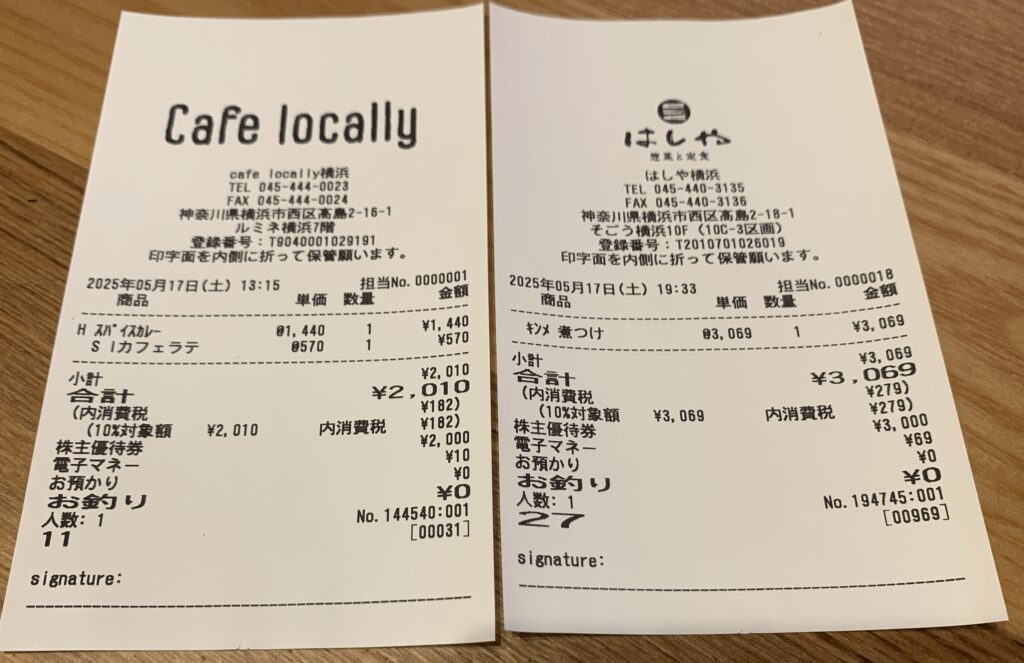 Cafe locally
cafe locally横浜
TEL 045-444-0023
FAX 045-444-0024
神奈川県横浜市西区高島2-16-1
ルミネ横浜7階
登録番号:T9040001029191
印字面を内側に折って保管願います。
2025年05月17日(土) 13:15 担当No.0000001
商品 単価 数量 金額
H スパイスカレー @1,440 1 ¥1,440
S Iカフェラテ @570 1 ¥570
小計 ¥2,010
合計 ¥2,010
(内消費税 ¥182)
(10%対象額 ¥2,010 内消費税 ¥182)
株主優待券 ¥2,000
電子マネー ¥10
お預かり ¥0
お釣り ¥0
人数: 1 No.144540:001
11 [00031]
signature:
はしや
惣菜と定食
はしや横浜
TEL 045-440-3135
FAX 045-440-3136
神奈川県横浜市西区高島2-18-1
そごう横浜10F (10C-3区画)
登録番号:T2010701026019
印字面を内側に折って保管願います。
2025年05月17日(土) 19:33 担当No.0000018
商品 単価 数量 金額
キンメ 煮つけ @3,069 1 ¥3,069
小計 ¥3,069
合計 ¥3,069
(内消費税 ¥279)
(10%対象額 ¥3,069 内消費税 ¥279)
株主優待券 ¥3,000
電子マネー ¥69
お預かり ¥0
お釣り ¥0
人数: 1 No.194745:001
27 [00969]
signature: